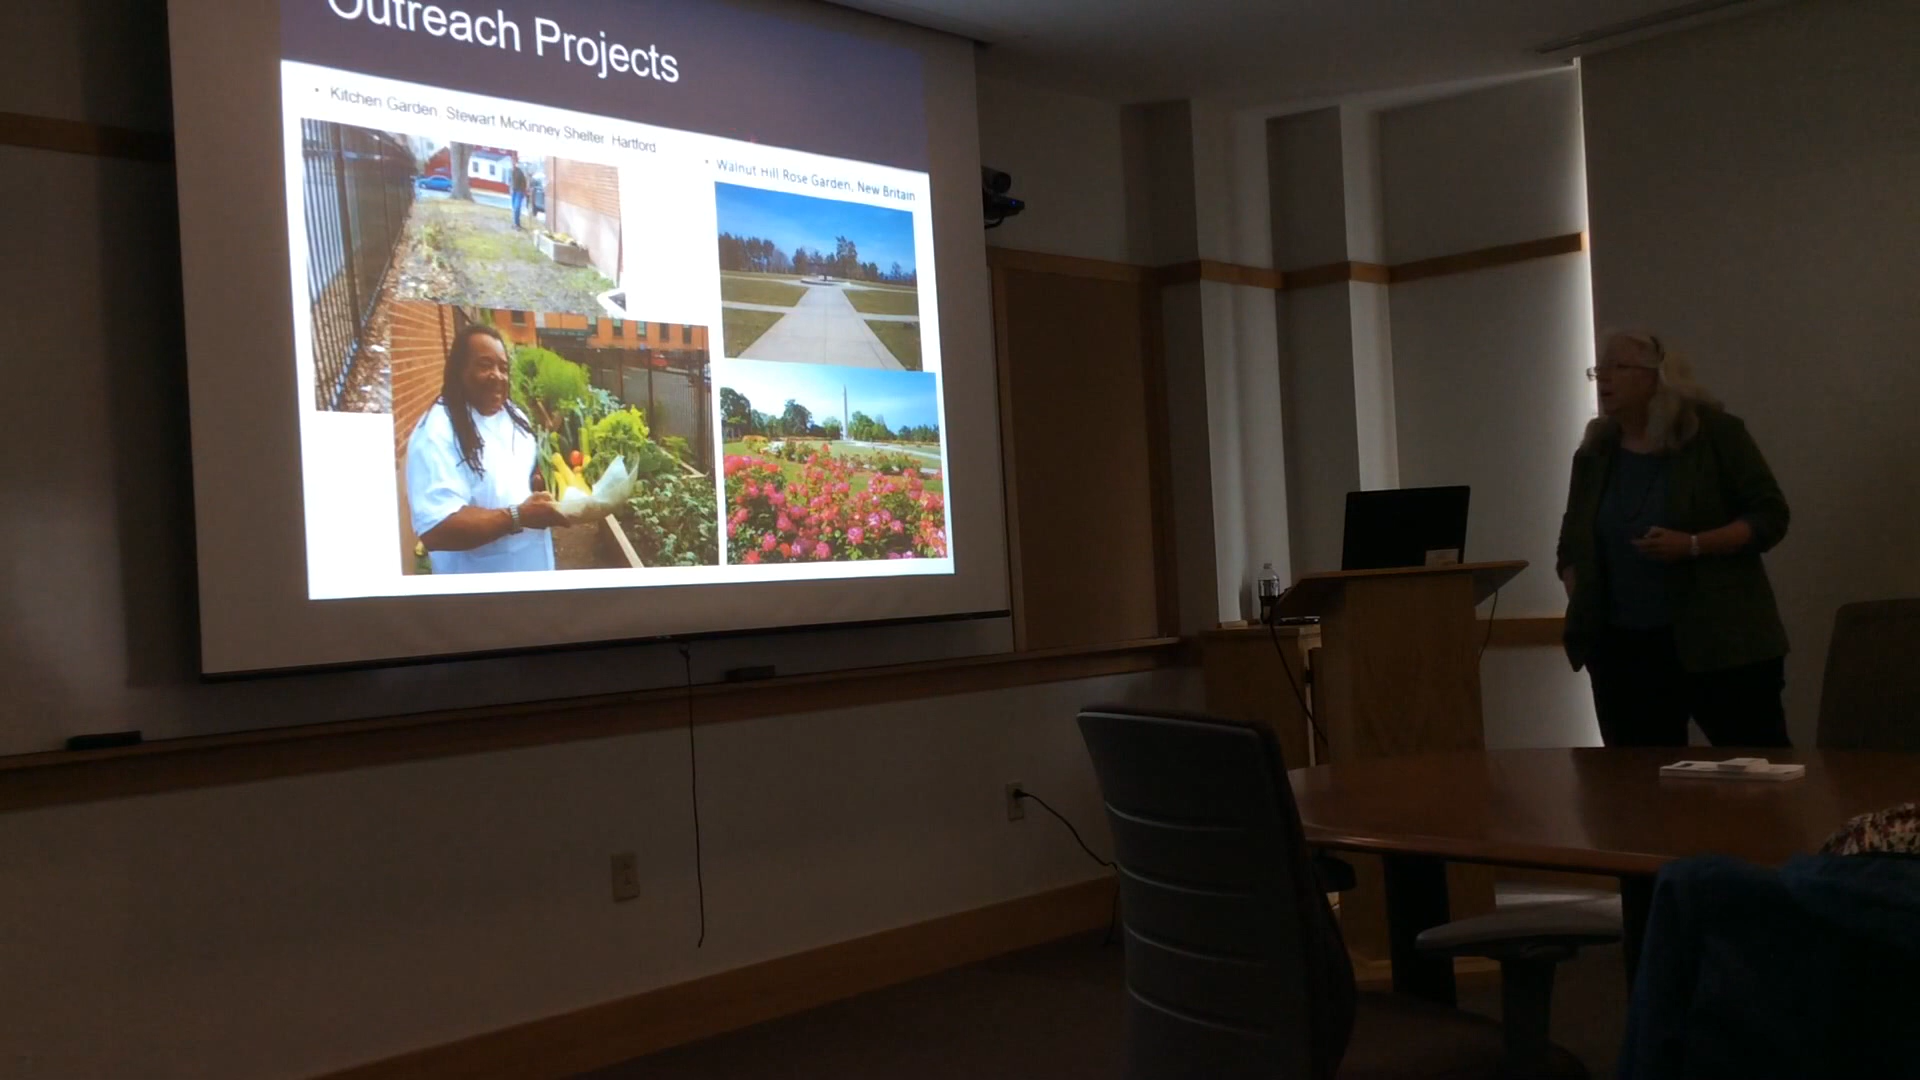 Outreach Projects
• Kitchen Garden Stewart McKinney Shelter Hartford
• Walnut Hill Rose Garden, New Britain